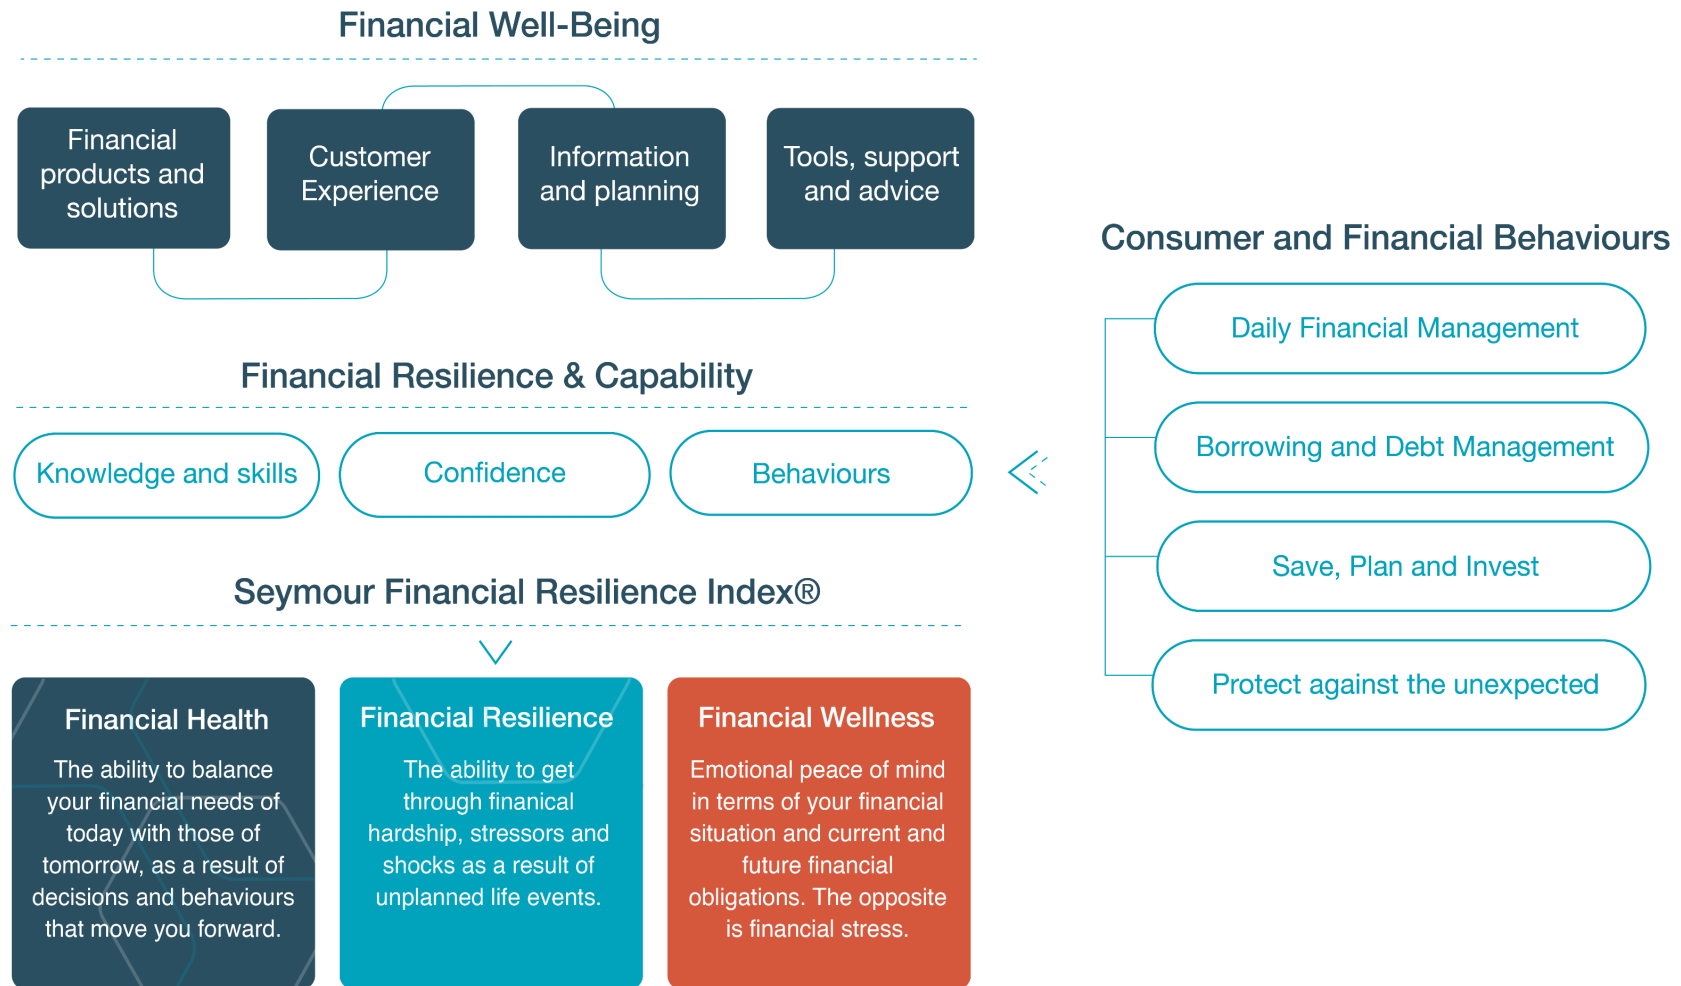 Financial Well-Being
Financial
products and
solutions
Customer
Experience
Information
and planning
Tools, support
and advice
Financial Resilience & Capability
Knowledge and skills
Confidence
Behaviours
Consumer and Financial Behaviours
Daily Financial Management
Borrowing and Debt Management
Save, Plan and Invest
Protect against the unexpected
Seymour Financial Resilience Index®
Financial Health
The ability to balance
your financial needs of
today with those of
tomorrow, as a result of
decisions and behaviours
that move you forward.
Financial Resilience
The ability to get
through finanical
hardship, stressors and
shocks as a result of
unplanned life events.
Financial Wellness
Emotional peace of mind
in terms of your financial
situation and current and
future financial
obligations. The opposite
is financial stress.